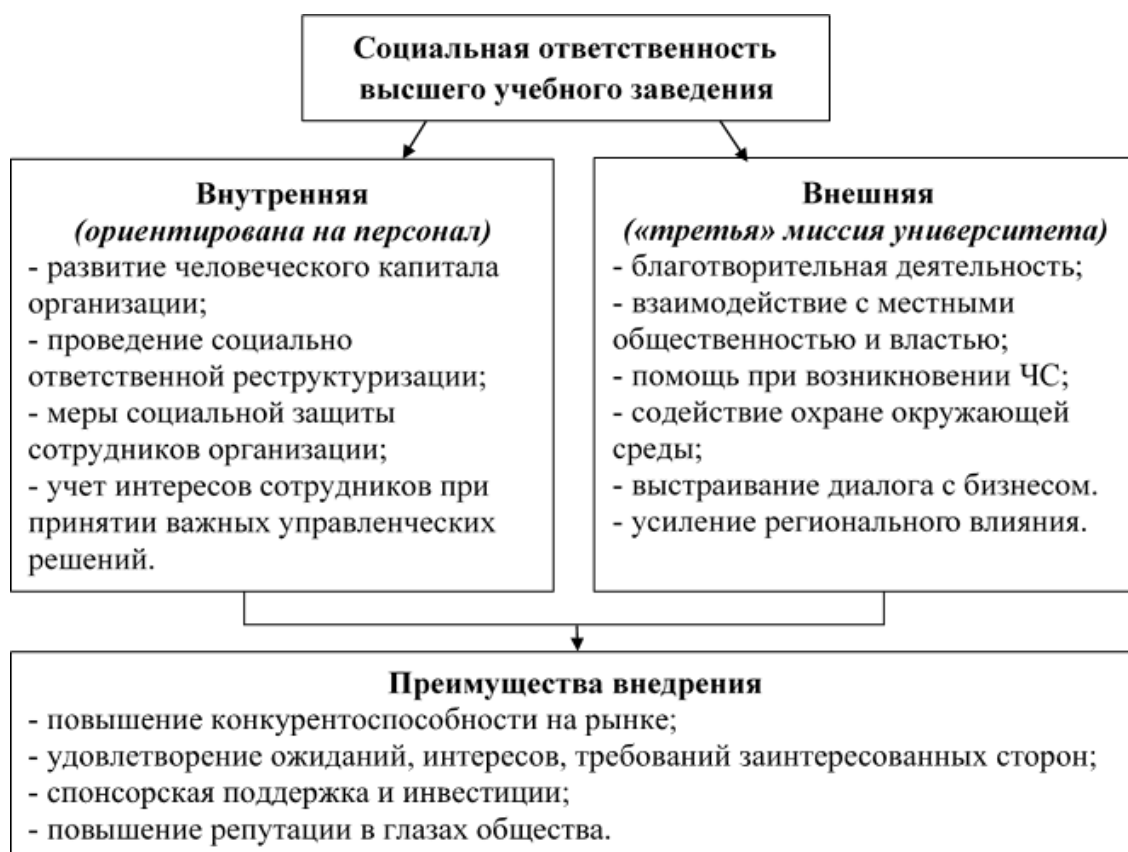 Социальная ответственность
высшего учебного заведения
Внутренняя
(ориентирована на персонал)
- развитие человеческого капитала
организации;
- проведение социально
ответственной реструктуризации;
- меры социальной защиты
сотрудников организации;
- учет интересов сотрудников при
принятии важных управленческих
решений.
Внешняя
(«третья» миссия университета)
- благотворительная деятельность;
- взаимодействие с местными
общественностью и властью;
- помощь при возникновении ЧС;
- содействие охране окружающей
среды;
- выстраивание диалога с бизнесом.
- усиление регионального влияния.
Преимущества внедрения
- повышение конкурентоспособности на рынке;
- удовлетворение ожиданий, интересов, требований заинтересованных сторон;
- спонсорская поддержка и инвестиции;
- повышение репутации в глазах общества.